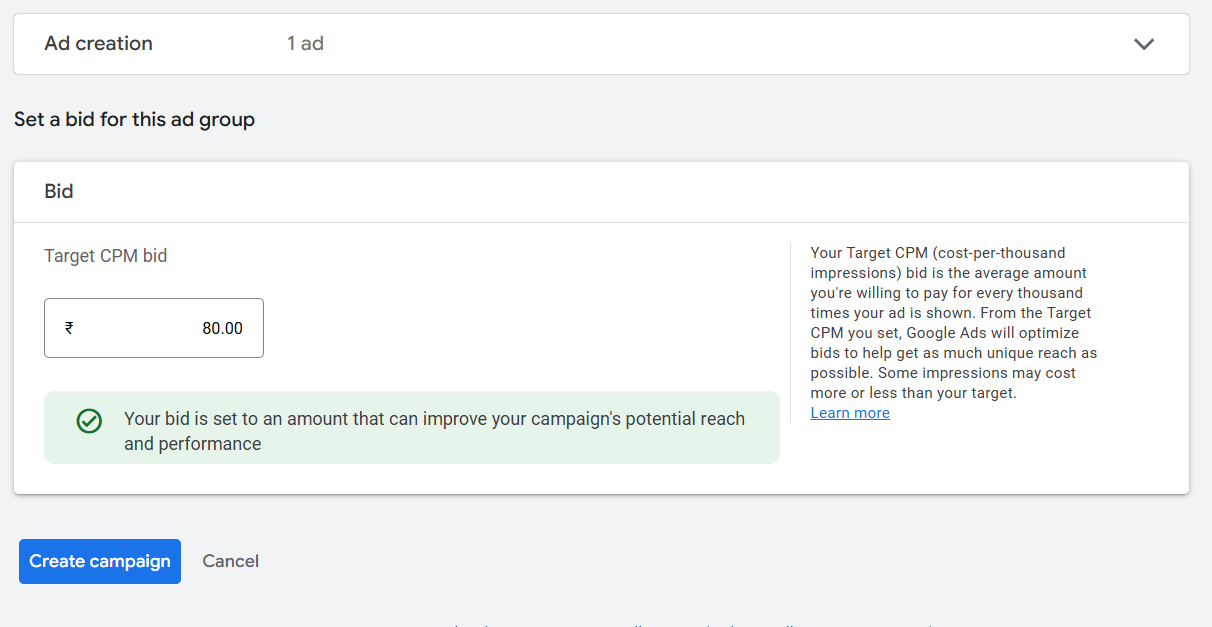 Ad creation 1 ad
Set a bid for this ad group
Bid
Target CPM bid
₹ 80.00
Your bid is set to an amount that can improve your campaign's potential reach
and performance
Your Target CPM (cost-per-thousand
impressions) bid is the average amount
you're willing to pay for every thousand
times your ad is shown. From the Target
CPM you set, Google Ads will optimize
bids to help get as much unique reach as
possible. Some impressions may cost
more or less than your target.
Learn more
Create campaign Cancel